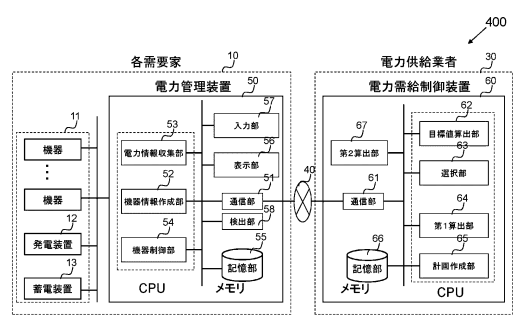 400
各需要家
10
電力供給業者
30
電力管理装置
50
電力需給制御装置
60
11
機器
機器
12
発電装置
13
蓄電装置
53
電力情報収集部
52
機器情報作成部
54
機器制御部
CPU
57
入力部
56
表示部
51
通信部
58
検出部
55
記憶部
メモリ
40
67
第2算出部
61
通信部
66
記憶部
メモリ
62
目標値算出部
63
選択部
64
第1算出部
65
計画作成部
CPU